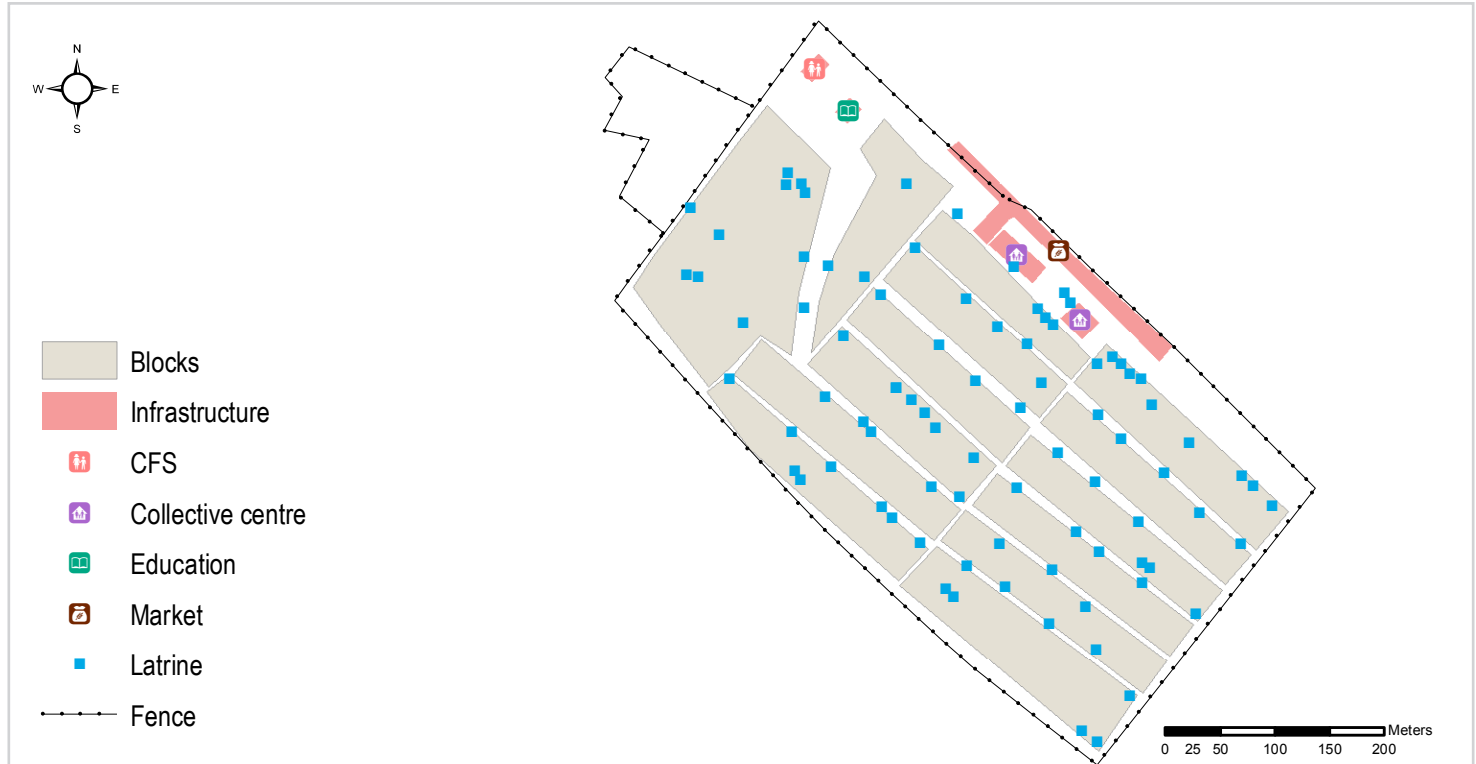 N
W E
S
Blocks
Infrastructure
CFS
Collective centre
Education
Market
Latrine
Fence
Meters
0 25 50 100 150 200